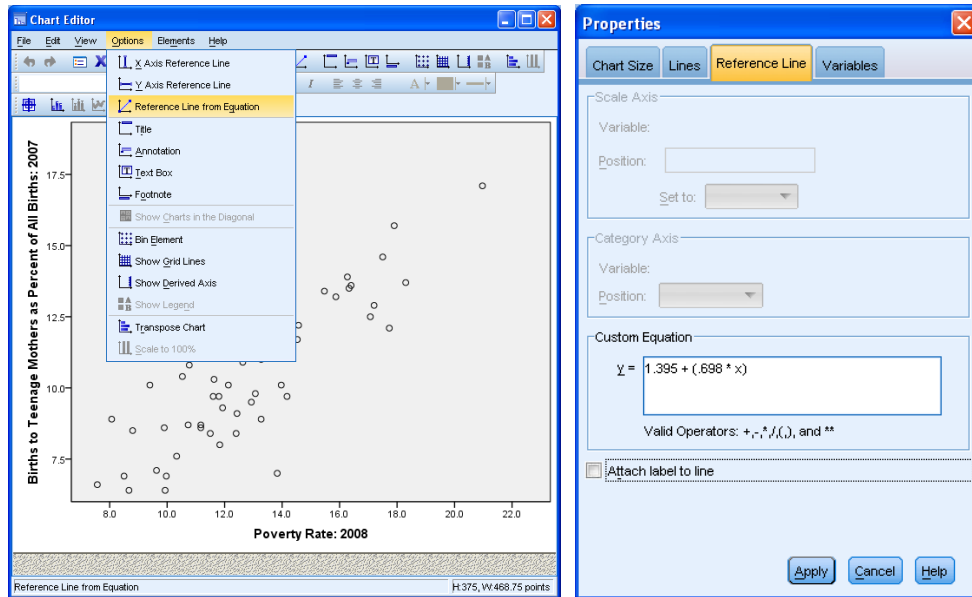 Chart Editor
File Edit View Options Elements Help
X Axis Reference Line
Y Axis Reference Line
Reference Line from Equation
Title
Annotation
Text Box
Footnote
Show Charts in the Diagonal
Bin Element
Show Grid Lines
Show Derived Axis
Show Legend
Transpose Chart
Scale to 100%
X
I
A
Births to Teenage Mothers as Percent of All Births: 2007
17.5
15.0
12.5
10.0
7.5
8.0 10.0 12.0 14.0 16.0 18.0 20.0 22.0
Poverty Rate: 2008
Reference Line from Equation
H:375, W:468.75 points
Properties
Chart Size Lines Reference Line Variables
Scale Axis
Variable:
Position:
Set to:
Category Axis
Variable:
Position:
Custom Equation
y = 1.395 + (.698 * x)
Valid Operators: +,-,*,/,(,), and **
Attach label to line
Apply Cancel Help